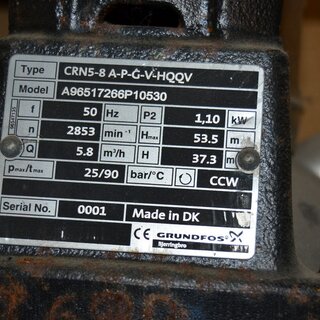 Type CRN5-8 A-P-G-V-HQQV
Model A96517266P10530
f 50 Hz P2 1,10 kW
n 2853 min⁻¹ Hmax 53.5 m
Q 5.8 m³/h H 37.3 m
pmax/tmax 25/90 bar/°C CCW
Serial No. 0001 Made in DK
CE GRUNDFOS X
Bjerringbro